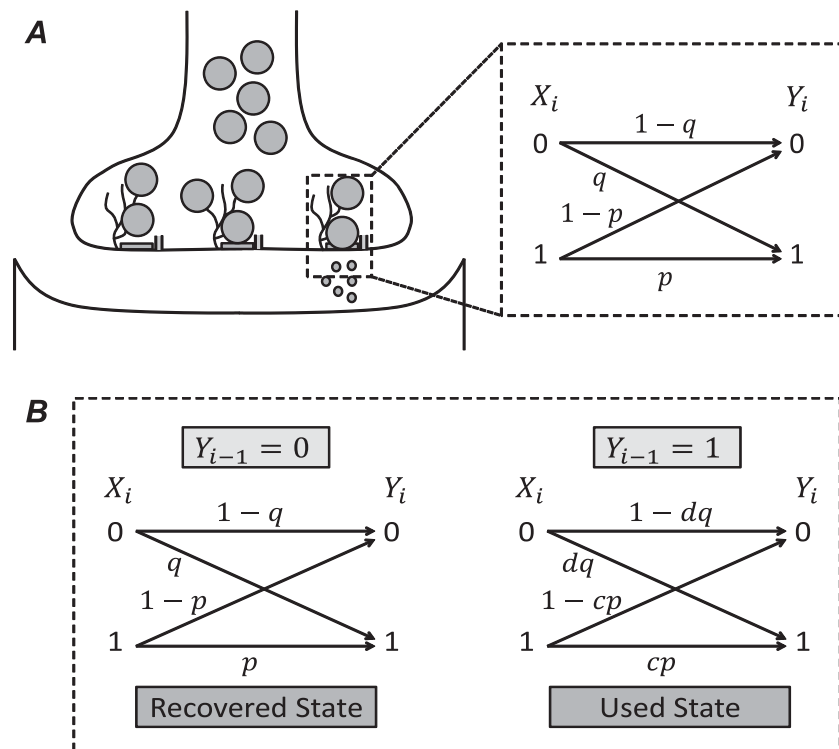 A
X_i Y_i
0 1 − q 0
q
1 − p
1 p 1
B
Y_{i−1} = 0
X_i Y_i
0 1 − q 0
q
1 − p
1 p 1
Recovered State
Y_{i−1} = 1
X_i Y_i
0 1 − dq 0
dq
1 − cp
1 cp 1
Used State